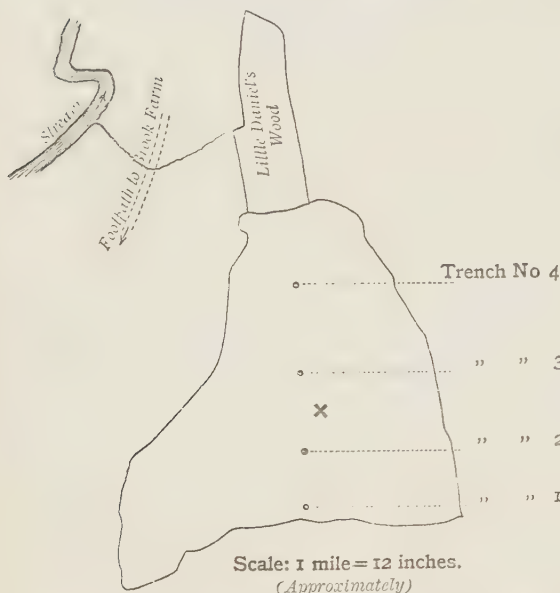 Stream
Footpath to Brook Farm
Little Daniel's
Wood
Trench No 4
„ „ 3
„ „ 2
„ „ 1
Scale: 1 mile = 12 inches.
(Approximately)